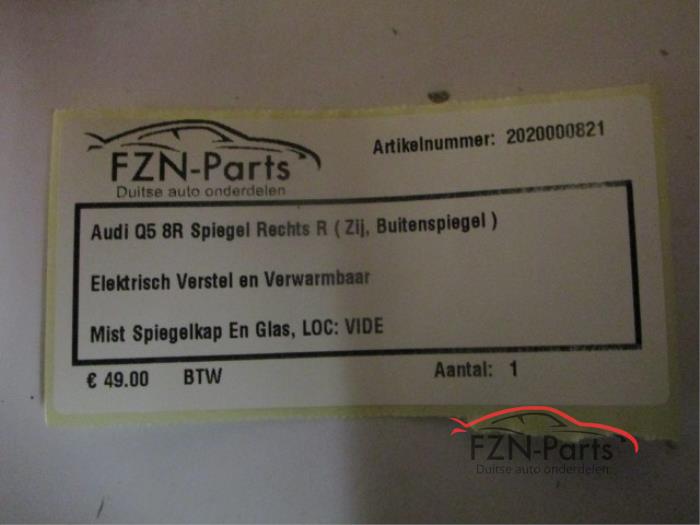 FZN-Parts
Duitse auto onderdelen
Artikelnummer: 2020000821
Audi Q5 8R Spiegel Rechts R ( Zij, Buitenspiegel )
Elektrisch Verstel en Verwarmbaar
Mist Spiegelkap En Glas, LOC: VIDE
€ 49.00 BTW Aantal: 1
FZN-Parts
Duitse auto onderdelen